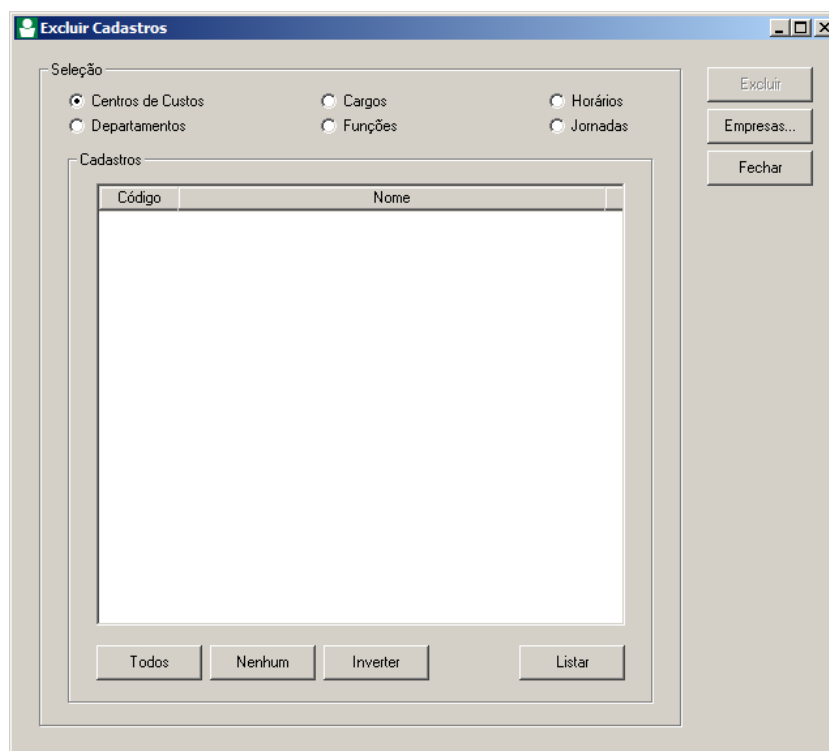 Excluir Cadastros
Seleção
Centros de Custos Cargos Horários
Departamentos Funções Jornadas
Excluir
Empresas...
Fechar
Cadastros
Código Nome
Todos Nenhum Inverter Listar